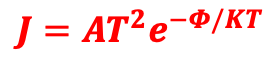 J = AT²e^{-Φ/KT}